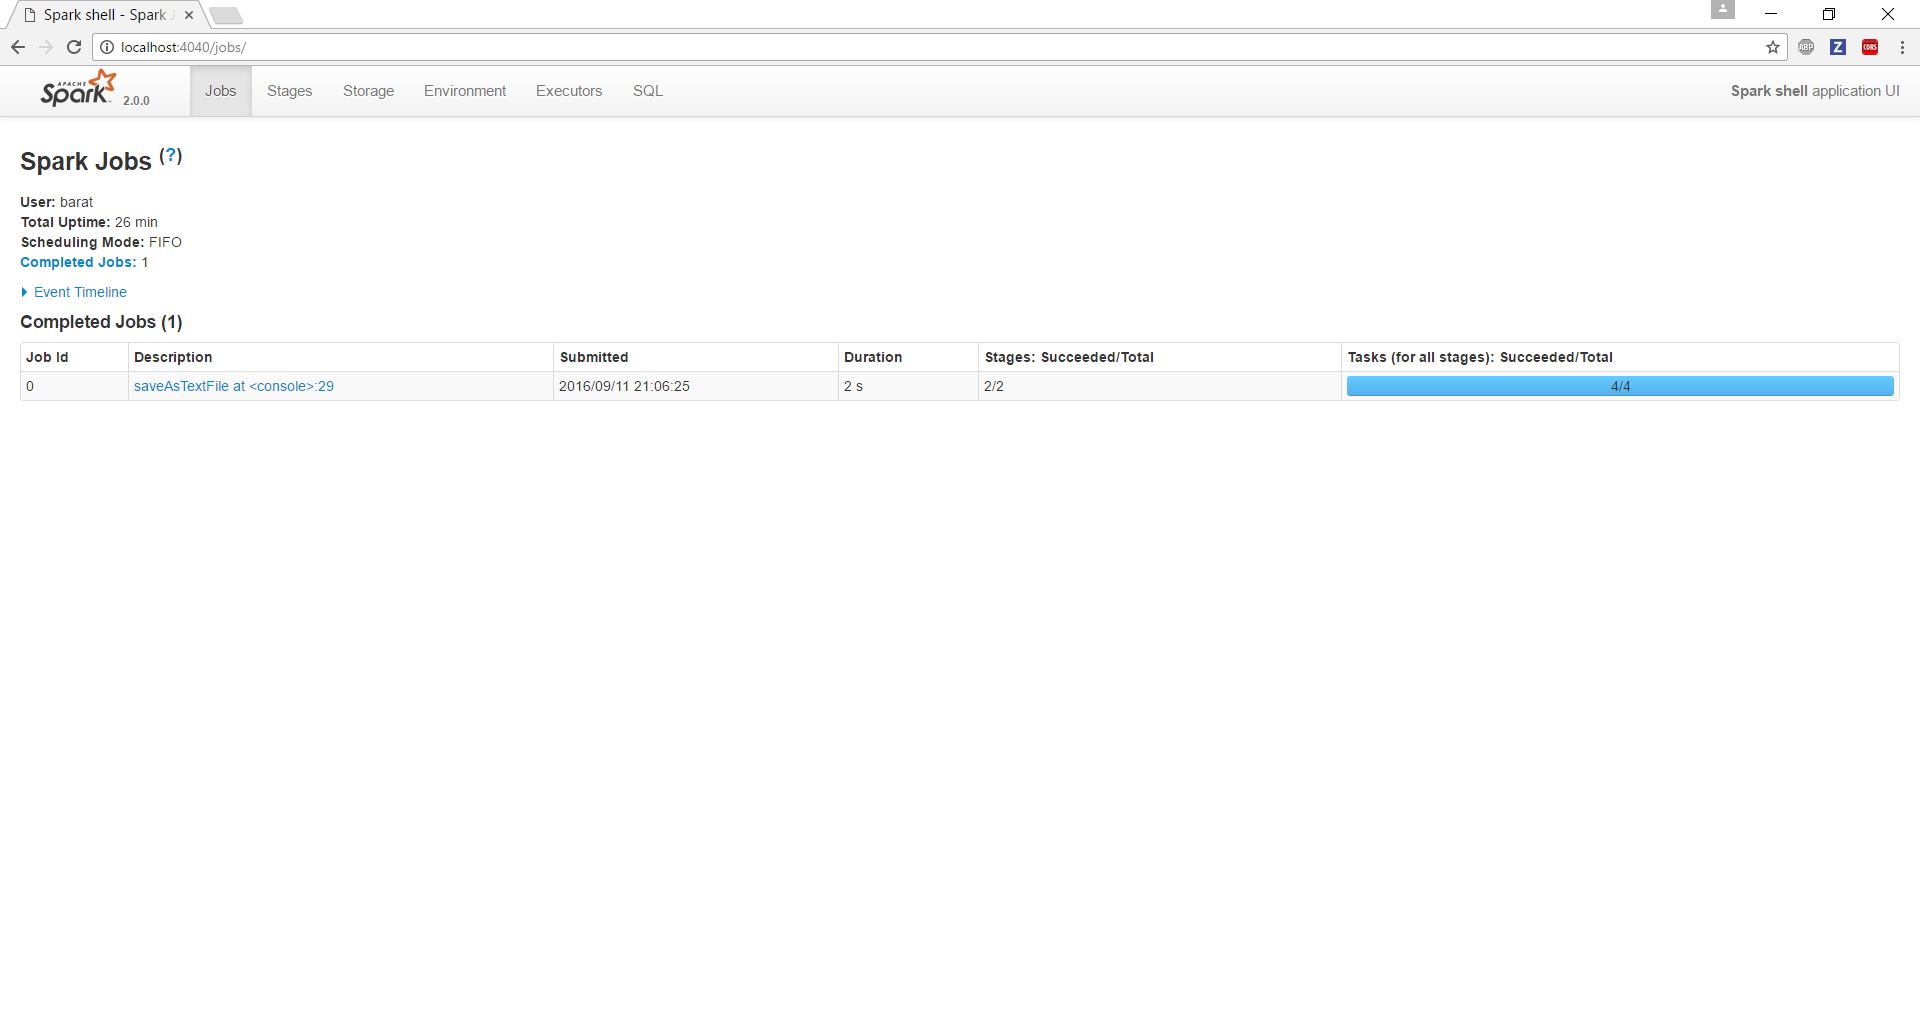 Spark shell - Spark J
localhost:4040/jobs/
ABP Z CORS
APACHE
Spark 2.0.0 Jobs Stages Storage Environment Executors SQL Spark shell application UI
Spark Jobs (?)
User: barat
Total Uptime: 26 min
Scheduling Mode: FIFO
Completed Jobs: 1
Event Timeline
Completed Jobs (1)
Job Id Description Submitted Duration Stages: Succeeded/Total Tasks (for all stages): Succeeded/Total
0 saveAsTextFile at <console>:29 2016/09/11 21:06:25 2 s 2/2 4/4